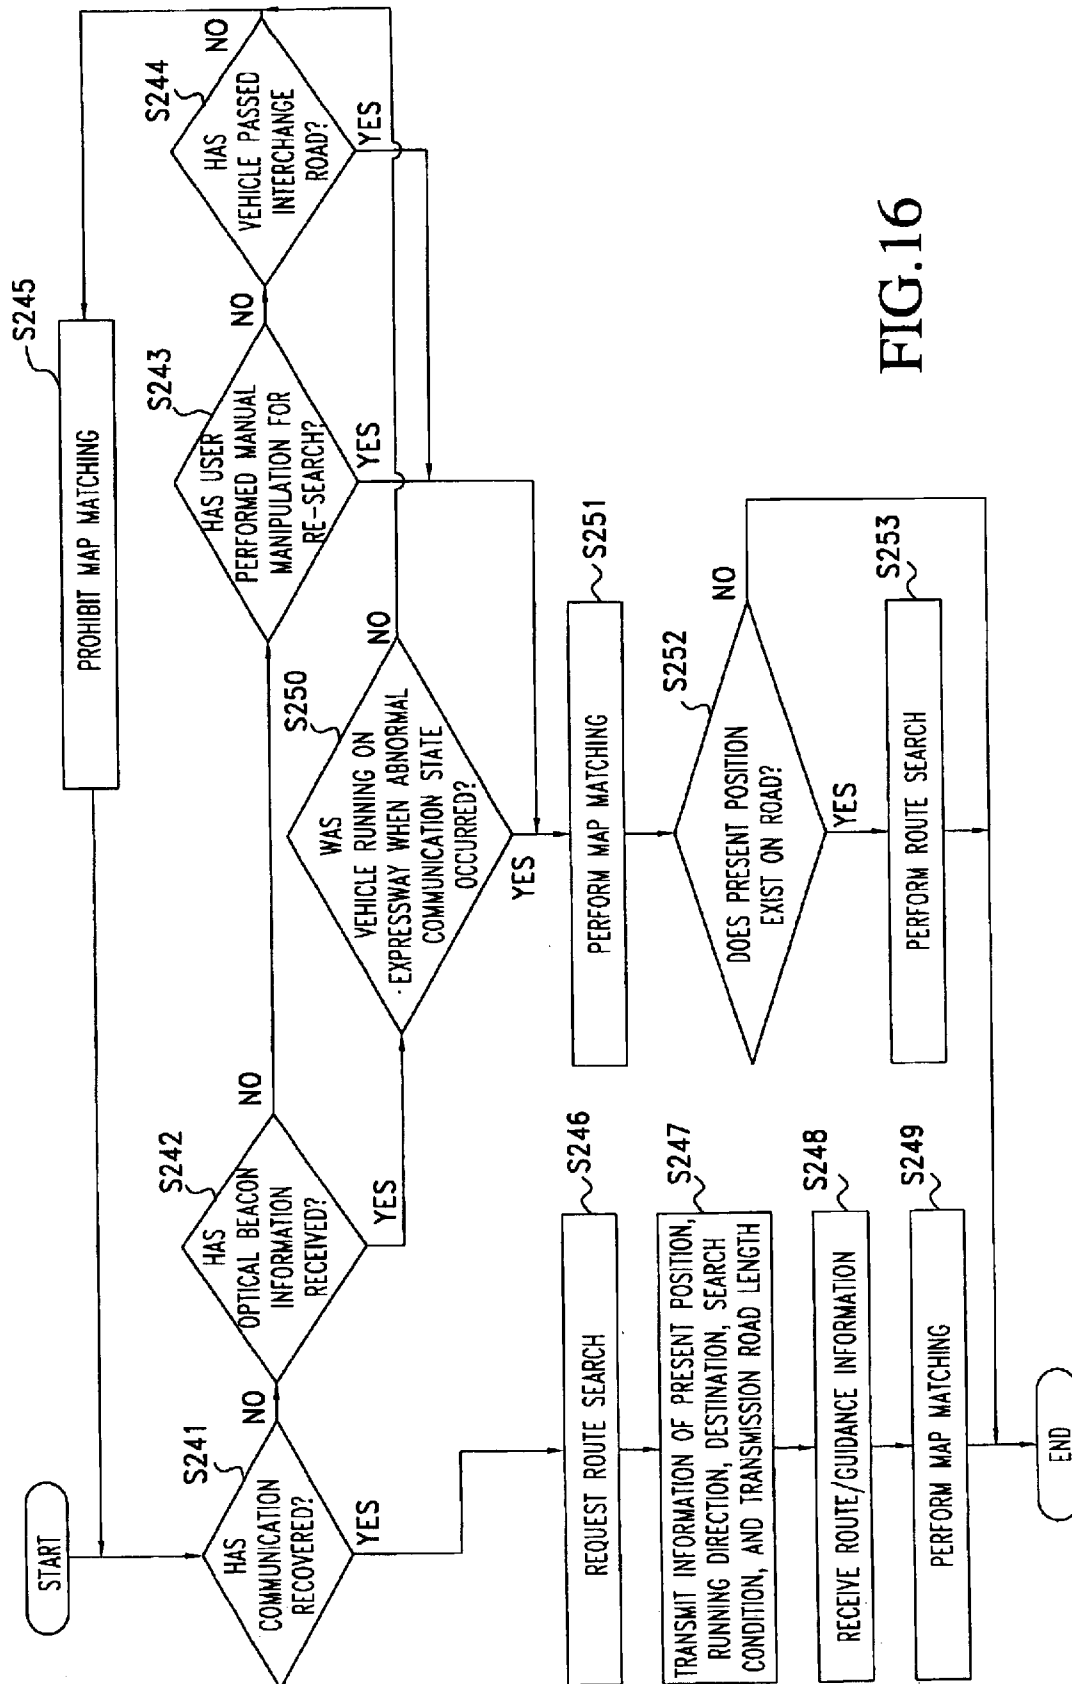 START
S241
HAS
COMMUNICATION
RECOVERED?
NO
YES
S242
HAS
OPTICAL BEACON
INFORMATION
RECEIVED?
NO
YES
S243
HAS USER
PERFORMED MANUAL
MANIPULATION FOR
RE-SEARCH?
NO
YES
S244
HAS
VEHICLE PASSED
INTERCHANGE
ROAD?
NO
YES
S245
PROHIBIT MAP MATCHING
S246
REQUEST ROUTE SEARCH
S247
TRANSMIT INFORMATION OF PRESENT POSITION,
RUNNING DIRECTION, DESTINATION, SEARCH
CONDITION, AND TRANSMISSION ROAD LENGTH
S248
RECEIVE ROUTE/GUIDANCE INFORMATION
S249
PERFORM MAP MATCHING
S250
WAS
VEHICLE RUNNING ON
EXPRESSWAY WHEN ABNORMAL
COMMUNICATION STATE
OCCURRED?
NO
YES
S251
PERFORM MAP MATCHING
S252
DOES PRESENT POSITION
EXIST ON ROAD?
NO
YES
S253
PERFORM ROUTE SEARCH
END
FIG.16